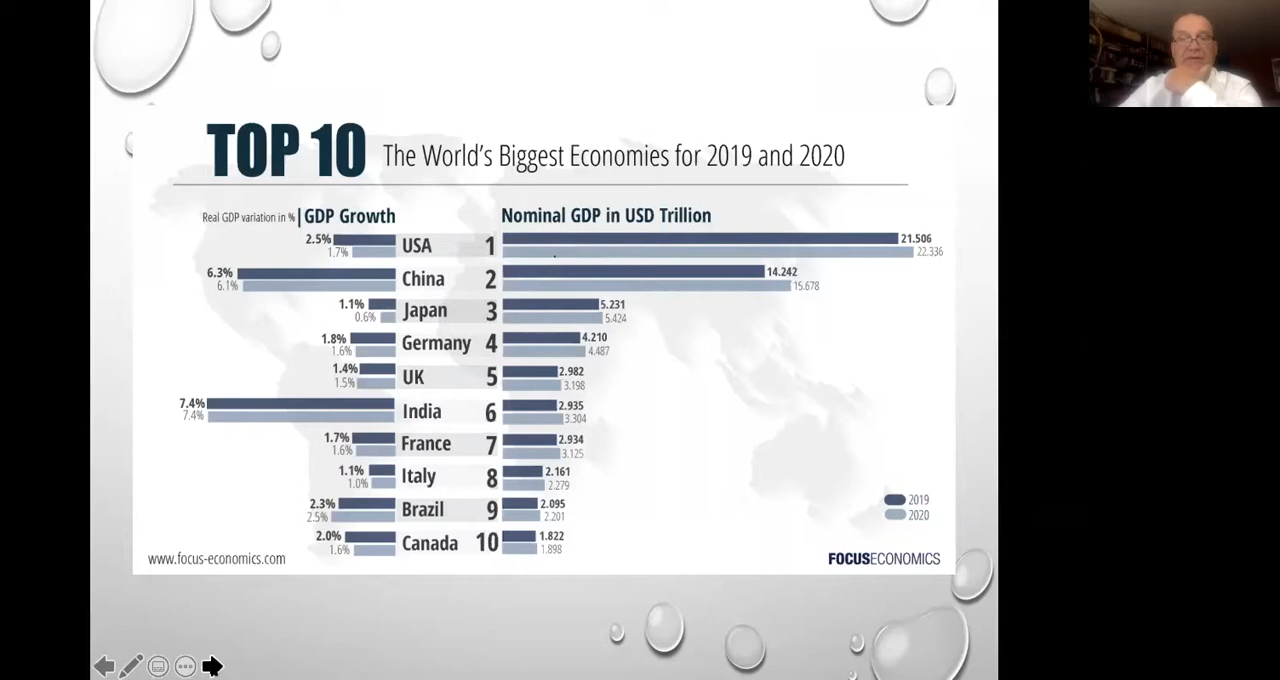 TOP 10 The World's Biggest Economies for 2019 and 2020
Real GDP variation in % | GDP Growth Nominal GDP in USD Trillion
2.5% USA 1 21.506
1.7% 22.336
6.3% China 2 14.242
6.1% 15.678
1.1% Japan 3 5.231
0.6% 5.424
1.8% Germany 4 4.210
1.6% 4.487
1.4% UK 5 2.982
1.5% 3.198
7.4% India 6 2.935
7.4% 3.304
1.7% France 7 2.934
1.6% 3.125
1.1% Italy 8 2.161
1.0% 2.279
2.3% Brazil 9 2.095
2.5% 2.201
2.0% Canada 10 1.822
1.6% 1.898
2019
2020
www.focus-economics.com FOCUSECONOMICS